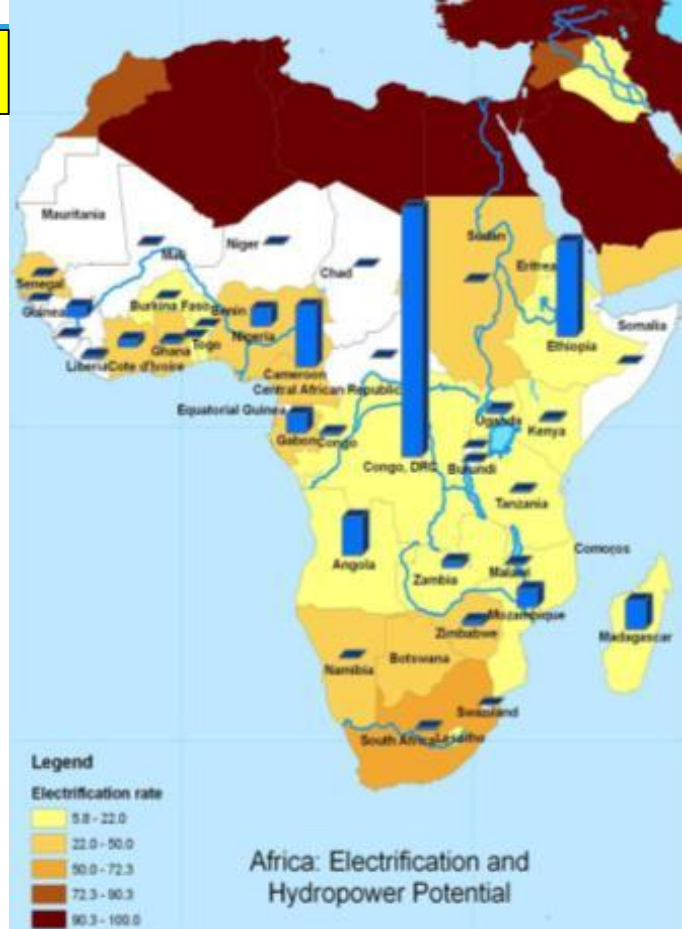 Mauritania
Mali
Niger
Chad
Sudan
Eritrea
Senegal
Guinea
Burkina Faso
Benin
Nigeria
Togo
Ghana
Liberia
Cote d'Ivoire
Cameroon
Central African Republic
Ethiopia
Somalia
Equatorial Guinea
Gabon
Congo
Congo, DRC
Uganda
Kenya
Burundi
Tanzania
Comoros
Angola
Zambia
Malawi
Mozambique
Madagascar
Zimbabwe
Namibia
Botswana
Swaziland
South Africa
Lesotho
Legend
Electrification rate
5.8 - 22.0
22.0 - 50.0
50.0 - 72.3
72.3 - 90.3
90.3 - 100.0
Africa: Electrification and
Hydropower Potential